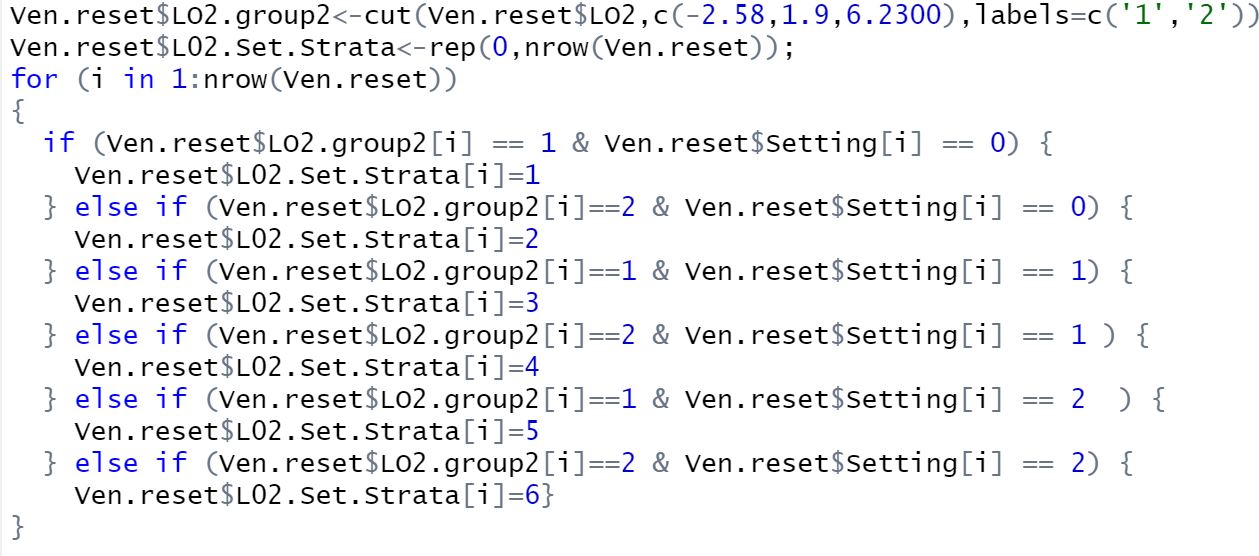 Ven.reset$LO2.group2<-cut(Ven.reset$LO2,c(-2.58,1.9,6.2300),labels=c('1','2'))
Ven.reset$LO2.Set.Strata<-rep(0,nrow(Ven.reset));
for (i in 1:nrow(Ven.reset))
{
  if (Ven.reset$LO2.group2[i] == 1 & Ven.reset$Setting[i] == 0) {
    Ven.reset$LO2.Set.Strata[i]=1
  } else if (Ven.reset$LO2.group2[i]==2 & Ven.reset$Setting[i] == 0) {
    Ven.reset$LO2.Set.Strata[i]=2
  } else if (Ven.reset$LO2.group2[i]==1 & Ven.reset$Setting[i] == 1) {
    Ven.reset$LO2.Set.Strata[i]=3
  } else if (Ven.reset$LO2.group2[i]==2 & Ven.reset$Setting[i] == 1 ) {
    Ven.reset$LO2.Set.Strata[i]=4
  } else if (Ven.reset$LO2.group2[i]==1 & Ven.reset$Setting[i] == 2  ) {
    Ven.reset$LO2.Set.Strata[i]=5
  } else if (Ven.reset$LO2.group2[i]==2 & Ven.reset$Setting[i] == 2) {
    Ven.reset$LO2.Set.Strata[i]=6}
}